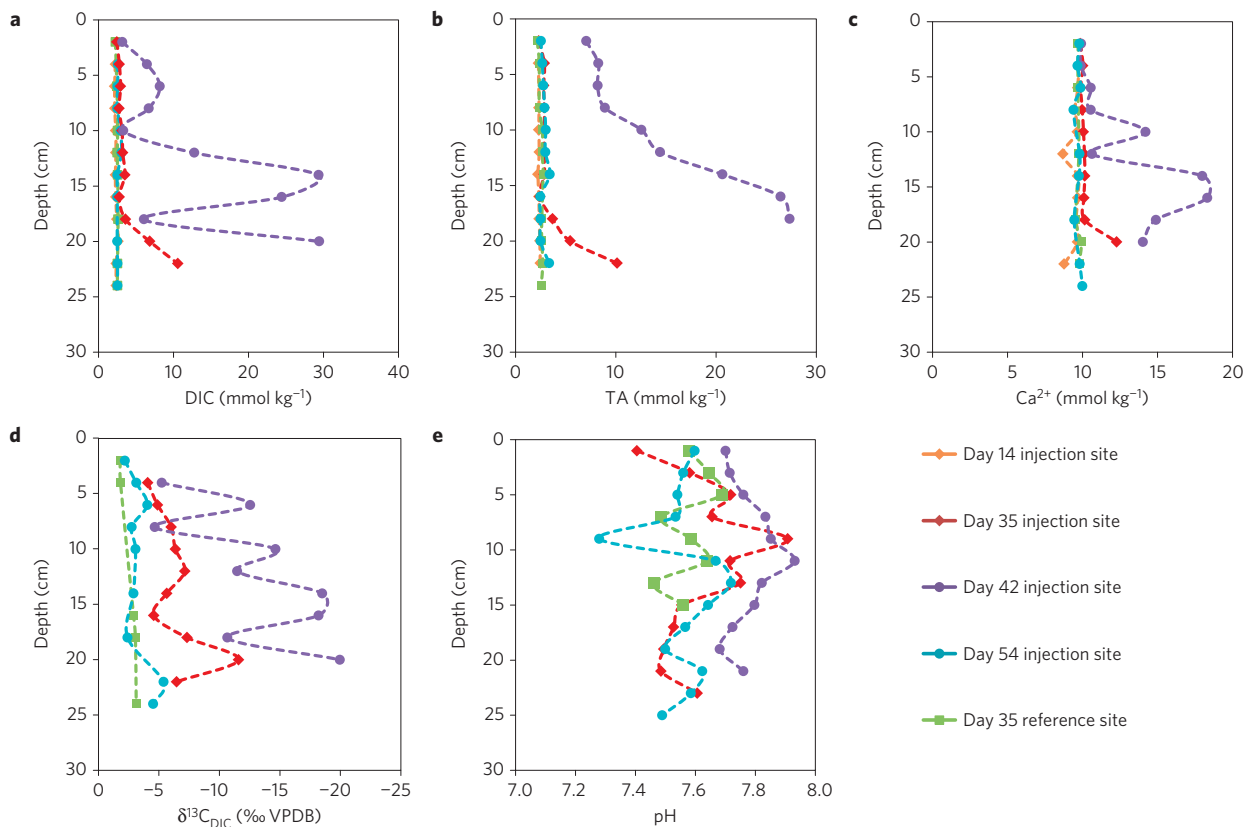 a
0
5
10
15
20
25
30
Depth (cm)
0 10 20 30 40
DIC (mmol kg⁻¹)
b
0
5
10
15
20
25
30
Depth (cm)
0 10 20 30
TA (mmol kg⁻¹)
c
0
5
10
15
20
25
30
Depth (cm)
0 5 10 15 20
Ca²⁺ (mmol kg⁻¹)
d
0
5
10
15
20
25
30
Depth (cm)
0 −5 −10 −15 −20 −25
δ¹³C_DIC (‰ VPDB)
e
0
5
10
15
20
25
30
Depth (cm)
7.0 7.2 7.4 7.6 7.8 8.0
pH
Day 14 injection site
Day 35 injection site
Day 42 injection site
Day 54 injection site
Day 35 reference site